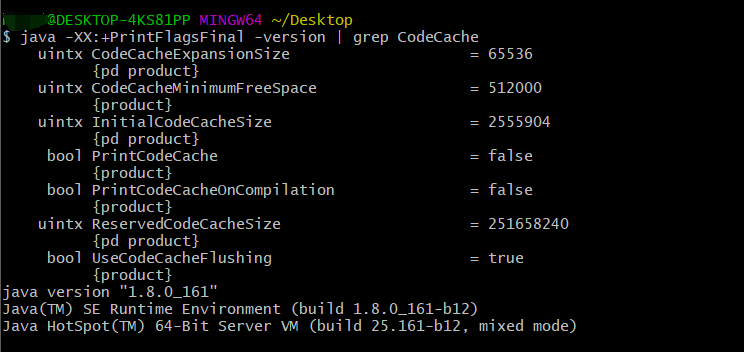 @DESKTOP-4KS81PP MINGW64 ~/Desktop
$ java -XX:+PrintFlagsFinal -version | grep CodeCache
uintx CodeCacheExpansionSize = 65536
{pd product}
uintx CodeCacheMinimumFreeSpace = 512000
{product}
uintx InitialCodeCacheSize = 2555904
{pd product}
bool PrintCodeCache = false
{product}
bool PrintCodeCacheOnCompilation = false
{product}
uintx ReservedCodeCacheSize = 251658240
{pd product}
bool UseCodeCacheFlushing = true
{product}
java version "1.8.0_161"
Java(TM) SE Runtime Environment (build 1.8.0_161-b12)
Java HotSpot(TM) 64-Bit Server VM (build 25.161-b12, mixed mode)